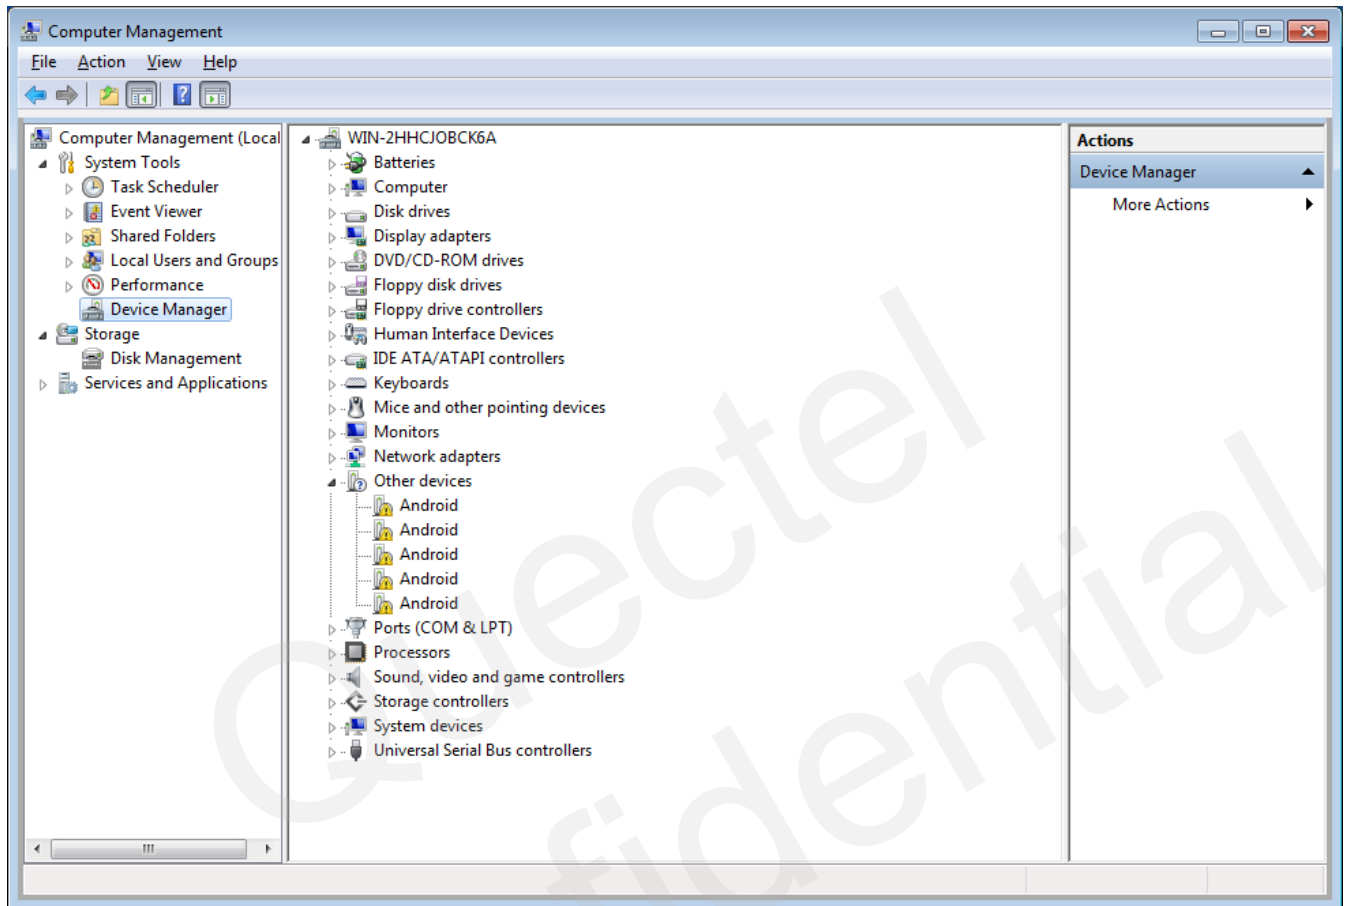 Computer Management
File Action View Help
Computer Management (Local
System Tools
Task Scheduler
Event Viewer
Shared Folders
Local Users and Groups
Performance
Device Manager
Storage
Disk Management
Services and Applications
WIN-2HHCJOBCK6A
Batteries
Computer
Disk drives
Display adapters
DVD/CD-ROM drives
Floppy disk drives
Floppy drive controllers
Human Interface Devices
IDE ATA/ATAPI controllers
Keyboards
Mice and other pointing devices
Monitors
Network adapters
Other devices
Android
Android
Android
Android
Android
Ports (COM & LPT)
Processors
Sound, video and game controllers
Storage controllers
System devices
Universal Serial Bus controllers
Actions
Device Manager
More Actions
Quectel
fidential